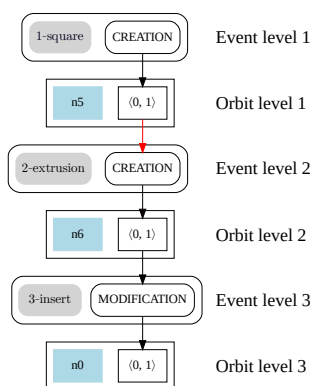 1-square CREATION Event level 1
n5 ⟨0, 1⟩ Orbit level 1
2-extrusion CREATION Event level 2
n6 ⟨0, 1⟩ Orbit level 2
3-insert MODIFICATION Event level 3
n0 ⟨0, 1⟩ Orbit level 3